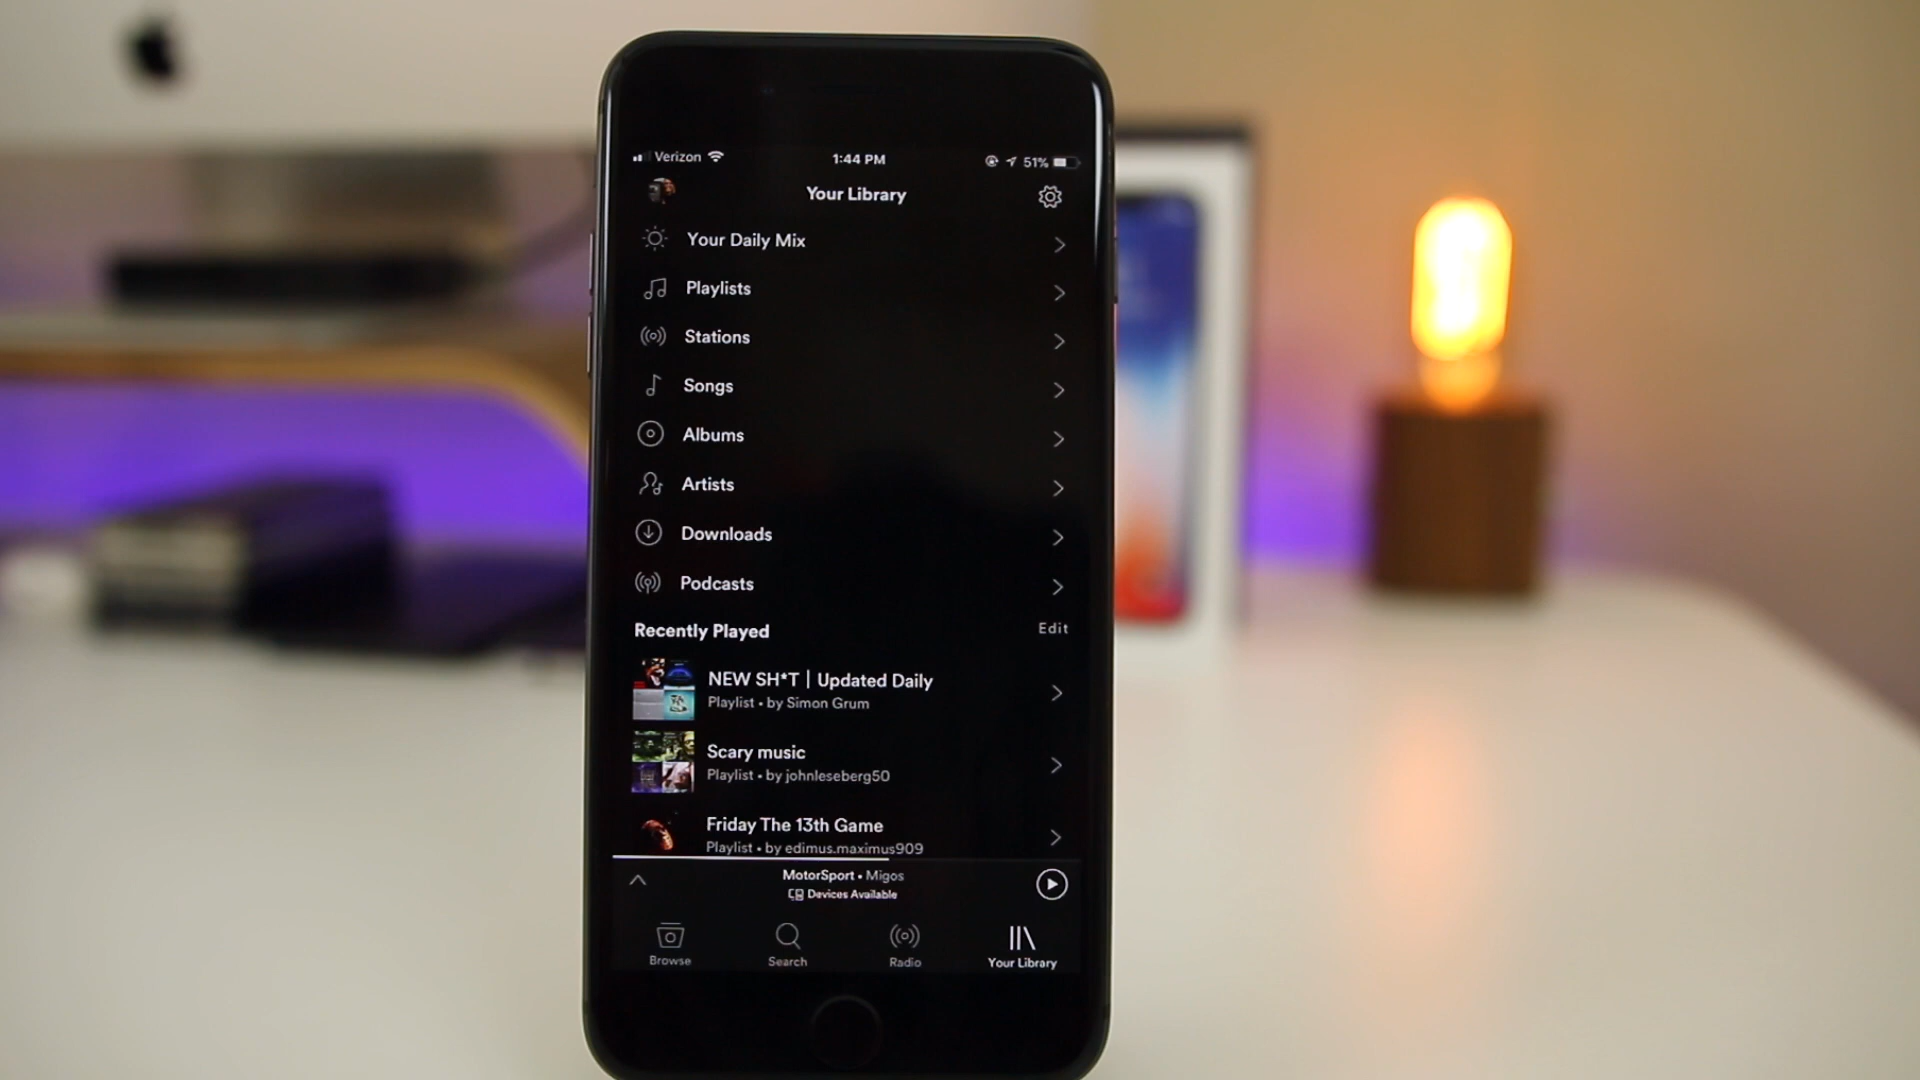 Verizon 1:44 PM 51%
Your Library
Your Daily Mix
Playlists
Stations
Songs
Albums
Artists
Downloads
Podcasts
Recently Played Edit
NEW SH*T | Updated Daily
Playlist • by Simon Grum
Scary music
Playlist • by johnleseberg50
Friday The 13th Game
Playlist • by edimus.maximus909
MotorSport • Migos
Devices Available
Browse Search Radio Your Library